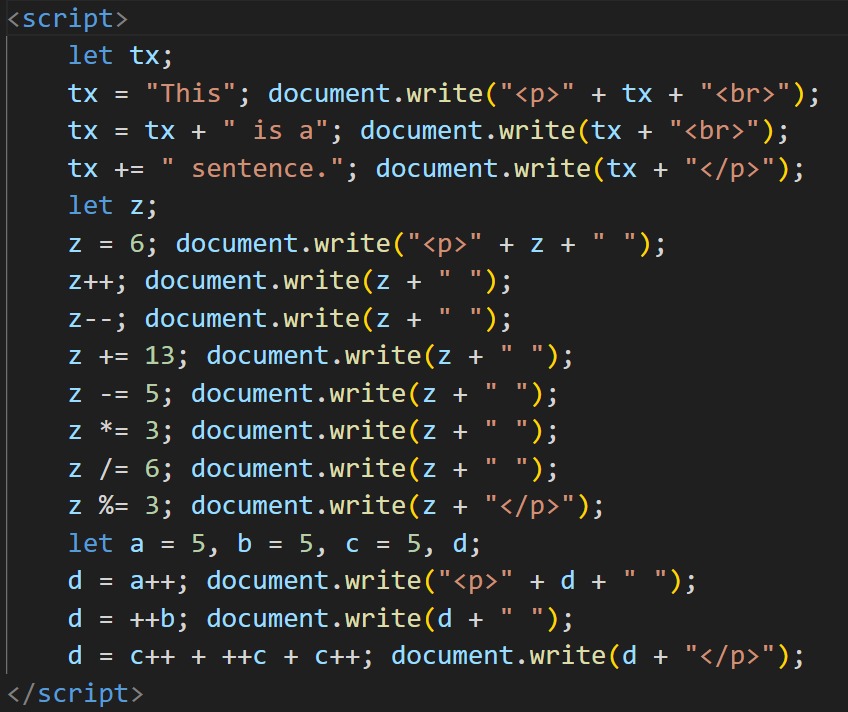 <script>
let tx;
tx = "This"; document.write("<p>" + tx + "<br>");
tx = tx + " is a"; document.write(tx + "<br>");
tx += " sentence."; document.write(tx + "</p>");
let z;
z = 6; document.write("<p>" + z + " ");
z++; document.write(z + " ");
z--; document.write(z + " ");
z += 13; document.write(z + " ");
z -= 5; document.write(z + " ");
z *= 3; document.write(z + " ");
z /= 6; document.write(z + " ");
z %= 3; document.write(z + "</p>");
let a = 5, b = 5, c = 5, d;
d = a++; document.write("<p>" + d + " ");
d = ++b; document.write(d + " ");
d = c++ + ++c + c++; document.write(d + "</p>");
</script>